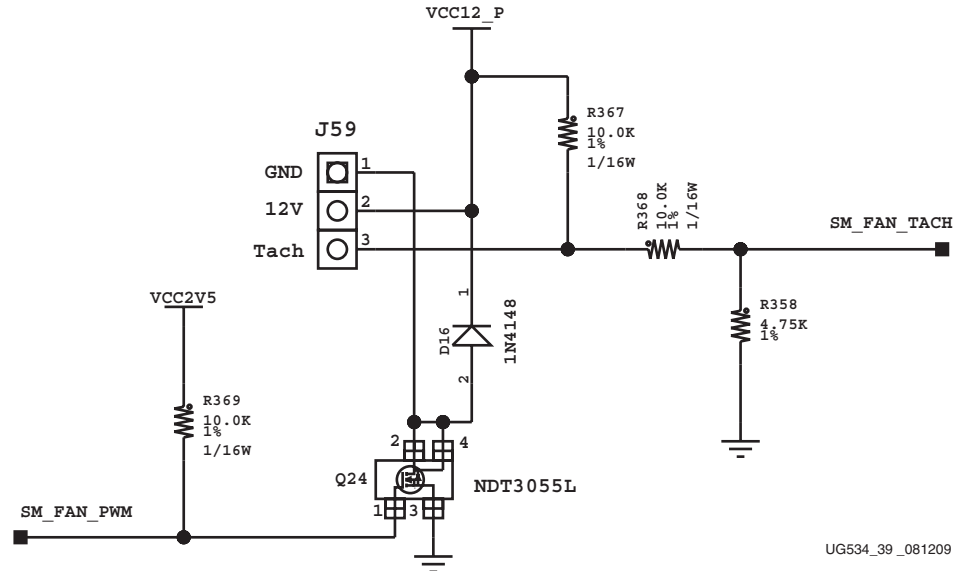 VCC12_P
R367
10.0K
1%
1/16W
J59
GND
1
12V
2
Tach
3
R368
10.0K
1%
1/16W
SM_FAN_TACH
VCC2V5
1
D16
1N4148
2
R358
4.75K
1%
R369
10.0K
1%
1/16W
2
4
Q24
NDT3055L
1
3
SM_FAN_PWM
UG534_39 _081209